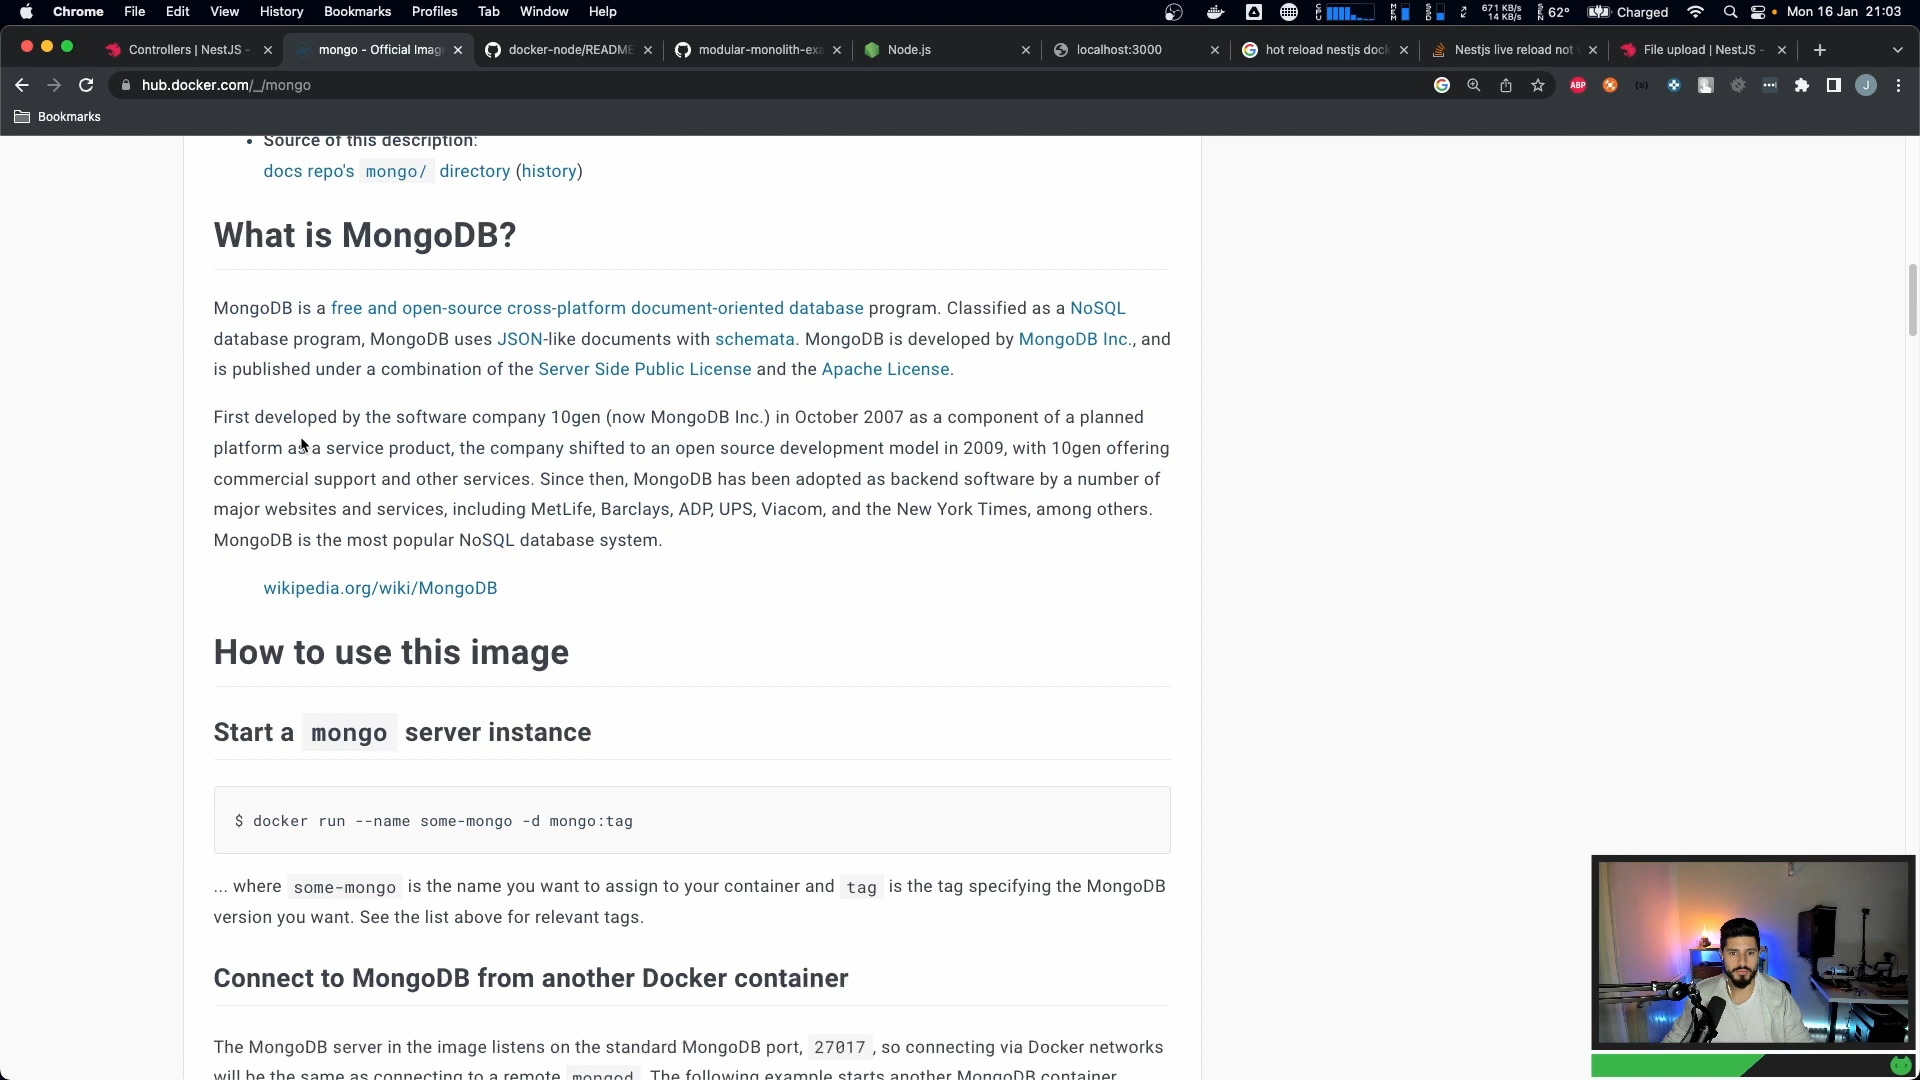 Chrome File Edit View History Bookmarks Profiles Tab Window Help
671 KB/s
14 KB/s
62°
Charged
Mon 16 Jan 21:03
Controllers | NestJS -
mongo - Official Imag
docker-node/README
modular-monolith-exa
Node.js
localhost:3000
hot reload nestjs dock
Nestjs live reload not
File upload | NestJS -
hub.docker.com/_/mongo
ABP
J
Bookmarks
• Source of this description:
docs repo's mongo/ directory (history)
What is MongoDB?
MongoDB is a free and open-source cross-platform document-oriented database program. Classified as a NoSQL
database program, MongoDB uses JSON-like documents with schemata. MongoDB is developed by MongoDB Inc., and
is published under a combination of the Server Side Public License and the Apache License.
First developed by the software company 10gen (now MongoDB Inc.) in October 2007 as a component of a planned
platform as a service product, the company shifted to an open source development model in 2009, with 10gen offering
commercial support and other services. Since then, MongoDB has been adopted as backend software by a number of
major websites and services, including MetLife, Barclays, ADP, UPS, Viacom, and the New York Times, among others.
MongoDB is the most popular NoSQL database system.
wikipedia.org/wiki/MongoDB
How to use this image
Start a mongo server instance
$ docker run --name some-mongo -d mongo:tag
... where some-mongo is the name you want to assign to your container and tag is the tag specifying the MongoDB
version you want. See the list above for relevant tags.
Connect to MongoDB from another Docker container
The MongoDB server in the image listens on the standard MongoDB port, 27017, so connecting via Docker networks
will be the same as connecting to a remote mongod. The following example starts another MongoDB container